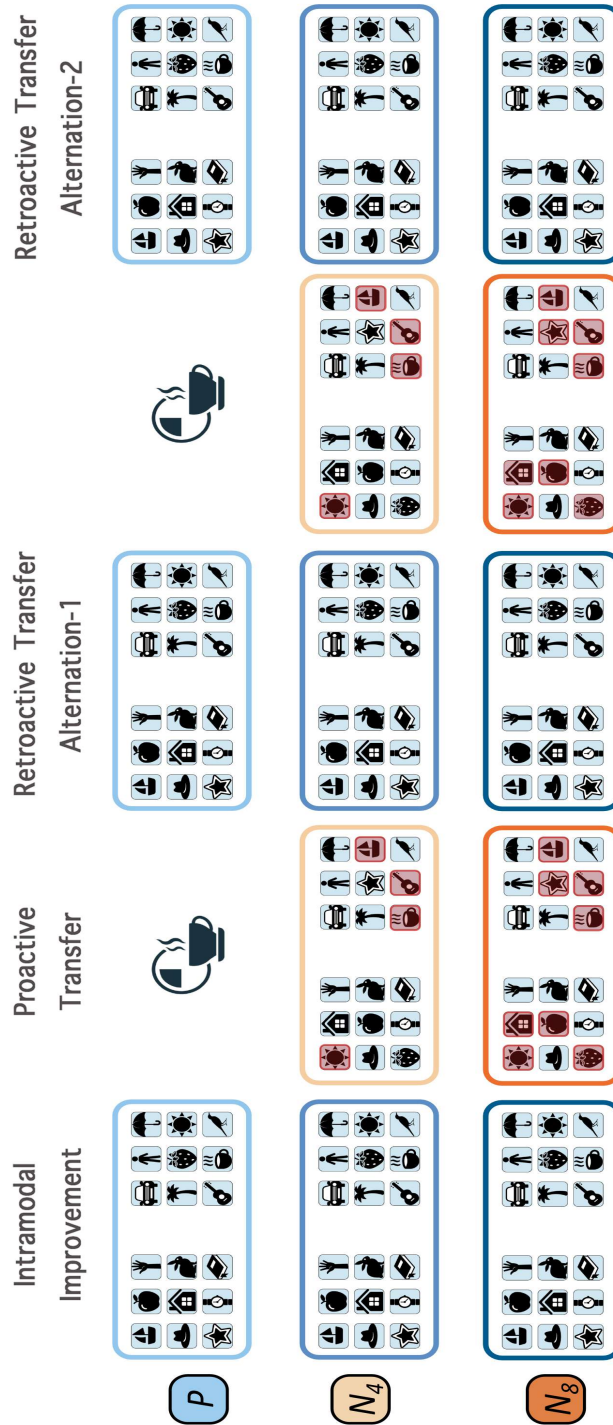 Intramodal
Improvement
Proactive
Transfer
Retroactive Transfer
Alternation-1
Retroactive Transfer
Alternation-2
P
N₄
N₈